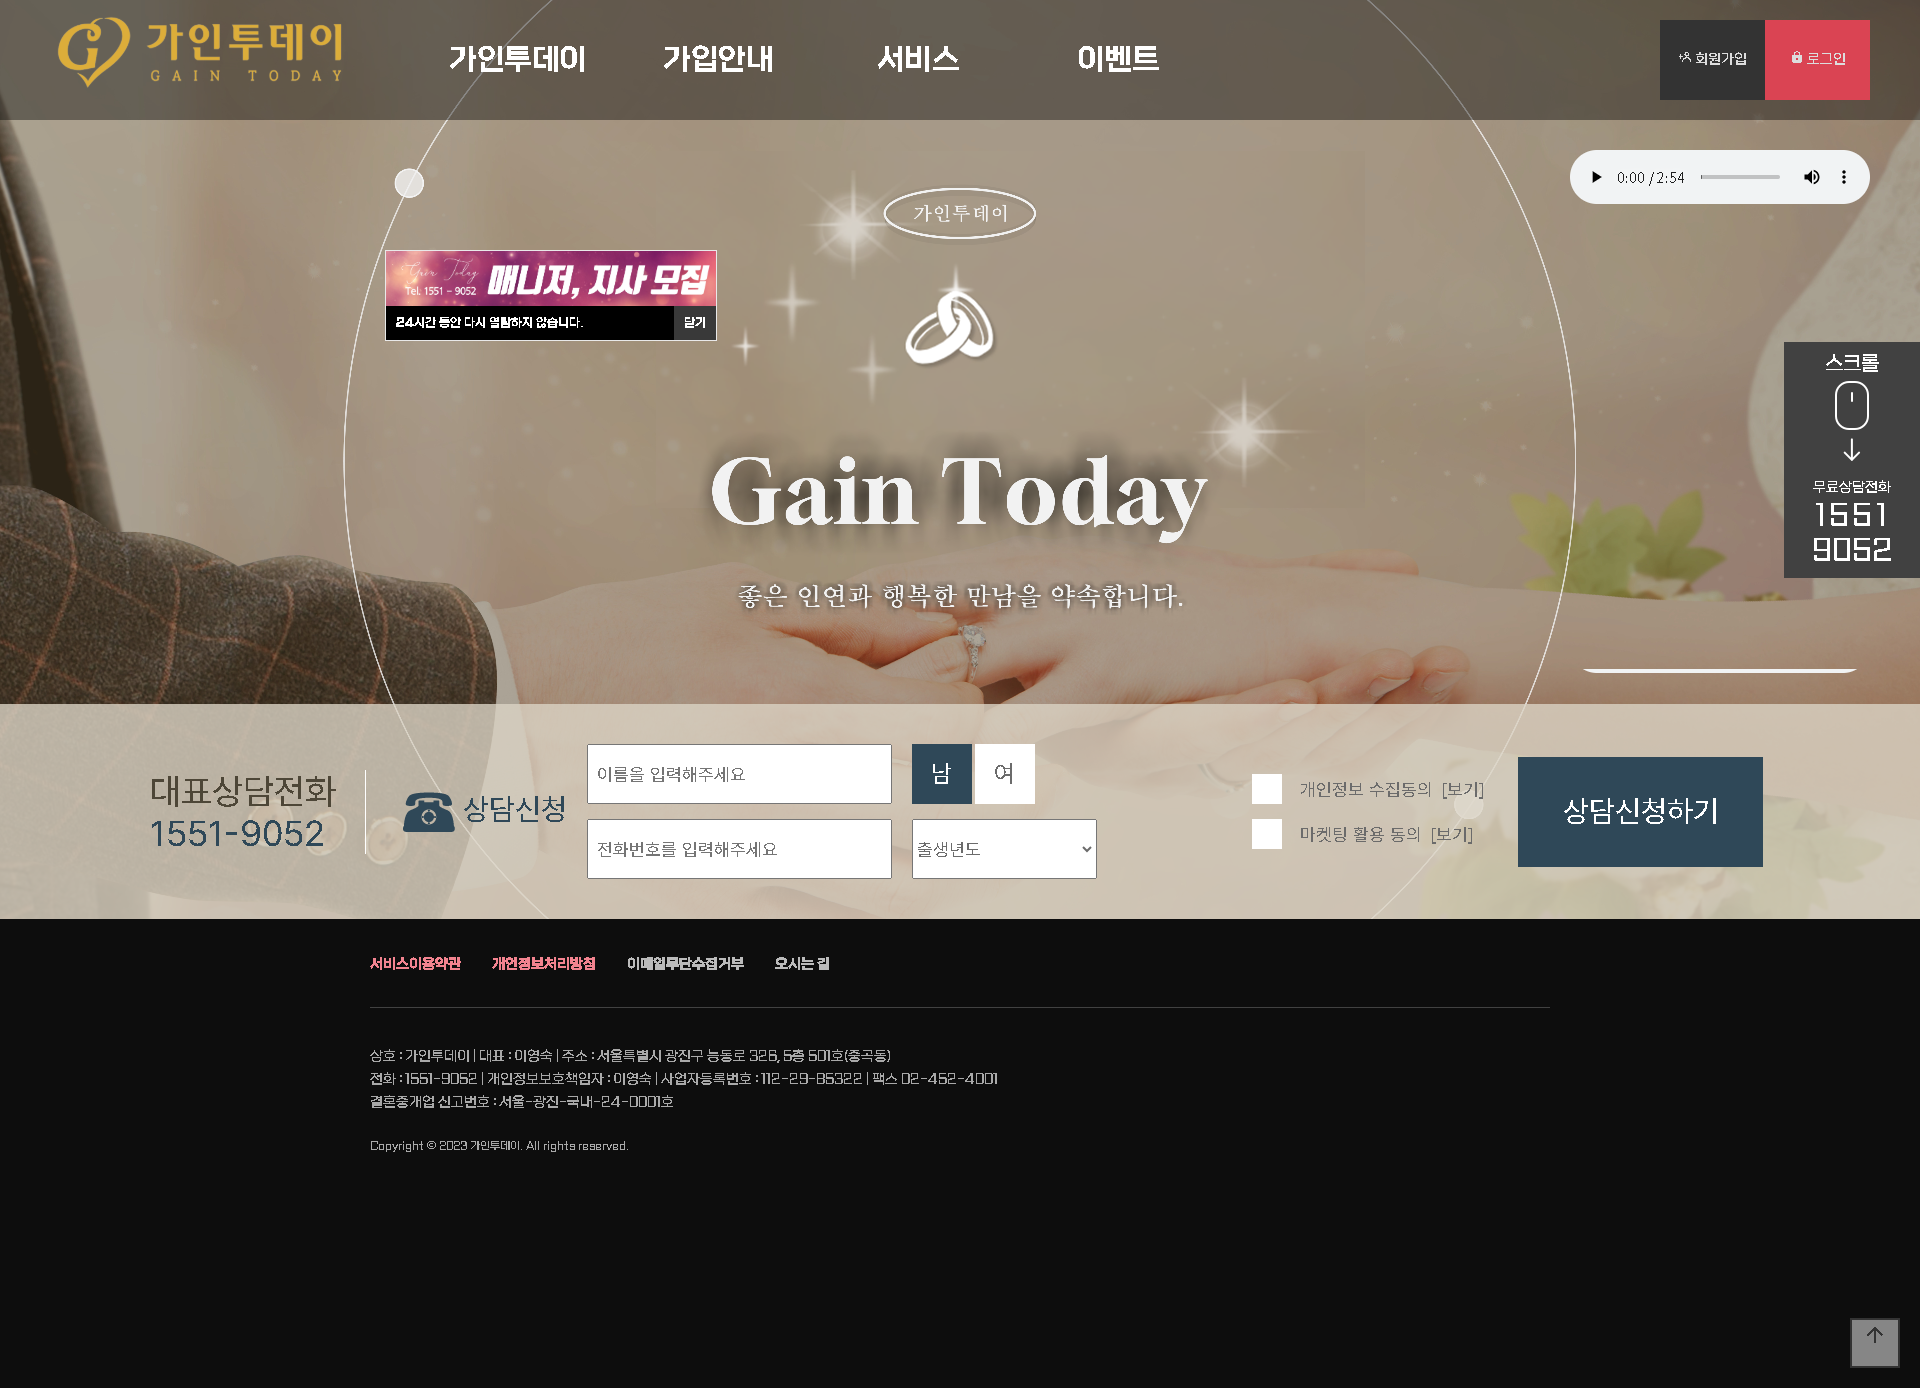 가인투데이
GAIN TODAY
가인투데이
가입안내
서비스
이벤트
회원가입
로그인
0:00 / 2:54
가인투데이
Gain Today
Tel: 1551 - 9052
매니저, 지사 모집
24시간 동안 다시 열람하지 않습니다.
닫기
스크롤
무료상담전화
1551
9052
Gain Today
좋은 인연과 행복한 만남을 약속합니다.
대표상담전화
1551-9052
상담신청
이름을 입력해주세요
남
여
전화번호를 입력해주세요
출생년도
개인정보 수집동의 [보기]
마켓팅 활용 동의 [보기]
상담신청하기
서비스이용약관
개인정보처리방침
이메일무단수집거부
오시는 길
상호 : 가인투데이 | 대표 : 이영숙 | 주소 : 서울특별시 광진구 능동로 326, 5층 501호(중곡동)
전화 : 1551-9052 | 개인정보보호책임자 : 이영숙 | 사업자등록번호 : 112-29-85322 | 팩스 02-452-4001
결혼중개업 신고번호 : 서울-광진-국내-24-0001호
Copyright © 2023 가인투데이. All rights reserved.